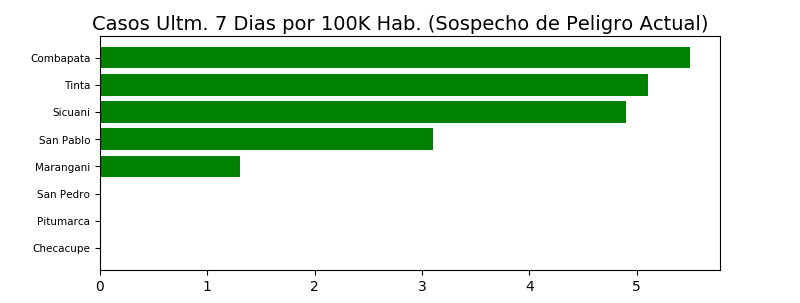 Casos Ultm. 7 Dias por 100K Hab. (Sospecho de Peligro Actual)
Combapata
Tinta
Sicuani
San Pablo
Marangani
San Pedro
Pitumarca
Checacupe
0 1 2 3 4 5